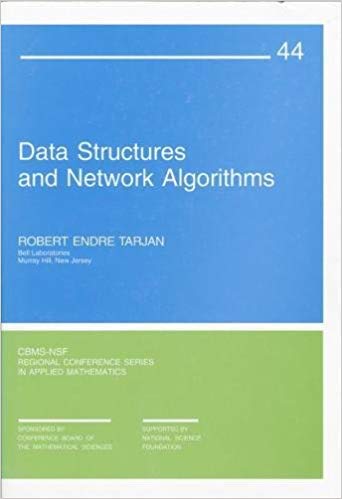 44
Data Structures
and Network Algorithms
ROBERT ENDRE TARJAN
Bell Laboratories
Murray Hill, New Jersey
CBMS-NSF
REGIONAL CONFERENCE SERIES
IN APPLIED MATHEMATICS
SPONSORED BY
CONFERENCE BOARD OF
THE MATHEMATICAL SCIENCES
SUPPORTED BY
NATIONAL SCIENCE
FOUNDATION